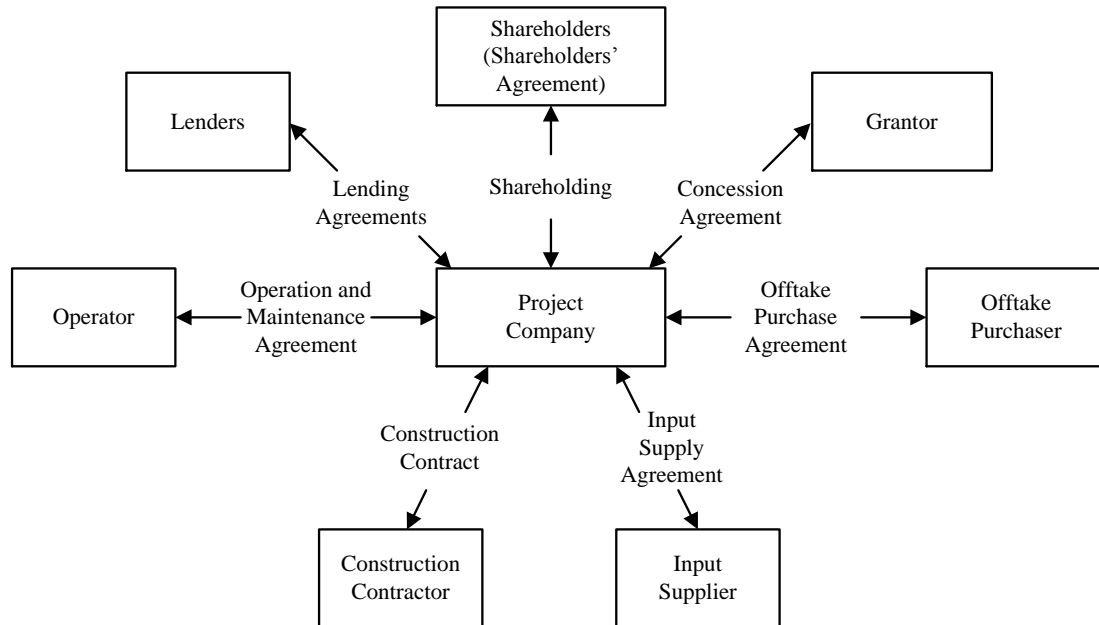 Shareholders
(Shareholders’
Agreement)
Lenders
Grantor
Lending
Agreements
Shareholding
Concession
Agreement
Operator
Operation and
Maintenance
Agreement
Project
Company
Offtake
Purchase
Agreement
Offtake
Purchaser
Construction
Contract
Input
Supply
Agreement
Construction
Contractor
Input
Supplier